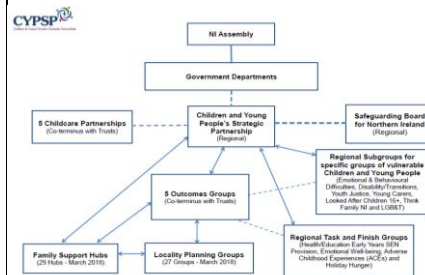 CYPSP
NI Assembly
Government Departments
5 Childcare Partnerships
(Co-terminus with Trusts)
Children and Young
People's Strategic
Partnership
(Regional)
Safeguarding Board
for Northern Ireland
(Regional)
Regional Subgroups for
specific groups of vulnerable
Children and Young People
(Emotional & Behavioural
Difficulties, Disability/Transitions,
Youth Justice, Young Carers,
Looked After Children 16+, Think
Family NI and LGB&T)
5 Outcomes Groups
(Co-terminus with Trusts)
Regional Task and Finish Groups
(Health/Education Early Years SEN
Provision, Emotional Well-being, Adverse
Childhood Experiences (ACEs) and
Holiday Hunger)
Family Support Hubs
(29 Hubs - March 2018)
Locality Planning Groups
(27 Groups - March 2018)